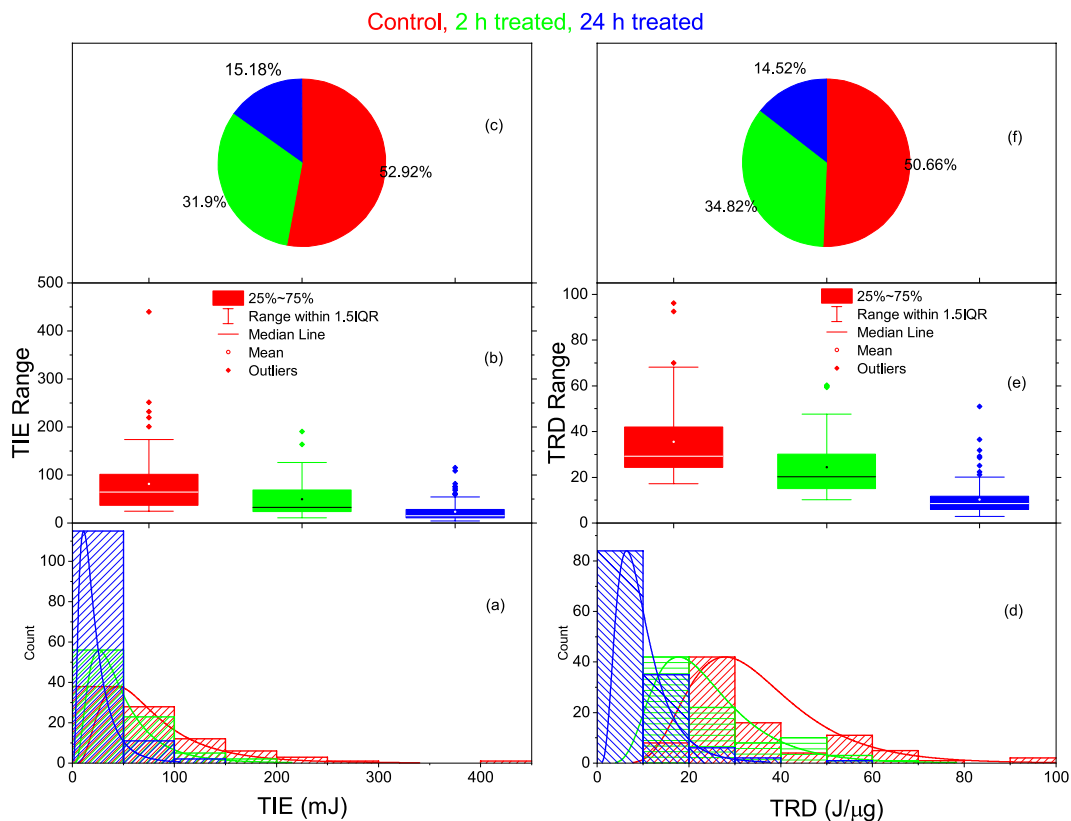 Control, 2 h treated, 24 h treated
15.18%
(c)
52.92%
31.9%
14.52%
(f)
50.66%
34.82%
500
400
300
200
100
0
TIE Range
25%~75%
Range within 1.5IQR
Median Line
Mean
Outliers
(b)
100
80
60
40
20
0
TRD Range
25%~75%
Range within 1.5IQR
Median Line
Mean
Outliers
(e)
100
80
60
40
20
0
Count
(a)
0
100
200
300
400
TIE (mJ)
80
60
40
20
0
Count
(d)
0
20
40
60
80
100
TRD (J/μg)